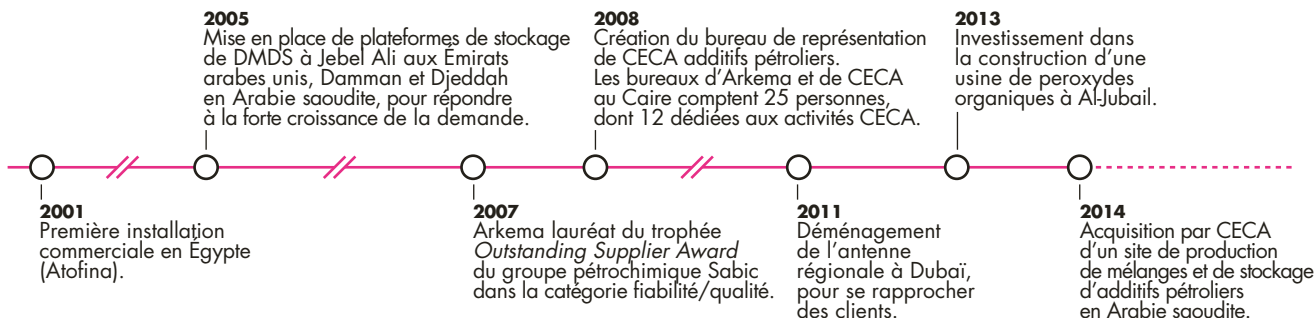 2005
Mise en place de plateformes de stockage
de DMDS à Jebel Ali aux Émirats
arabes unis, Damman et Djeddah
en Arabie saoudite, pour répondre
à la forte croissance de la demande.
2008
Création du bureau de représentation
de CECA additifs pétroliers.
Les bureaux d'Arkema et de CECA
au Caire comptent 25 personnes,
dont 12 dédiées aux activités CECA.
2013
Investissement dans
la construction d'une
usine de peroxydes
organiques à Al-Jubail.
2001
Première installation
commerciale en Égypte
(Atofina).
2007
Arkema lauréat du trophée
Outstanding Supplier Award
du groupe pétrochimique Sabic
dans la catégorie fiabilité/qualité.
2011
Déménagement
de l'antenne
régionale à Dubaï,
pour se rapprocher
des clients.
2014
Acquisition par CECA
d'un site de production
de mélanges et de stockage
d'additifs pétroliers
en Arabie saoudite.